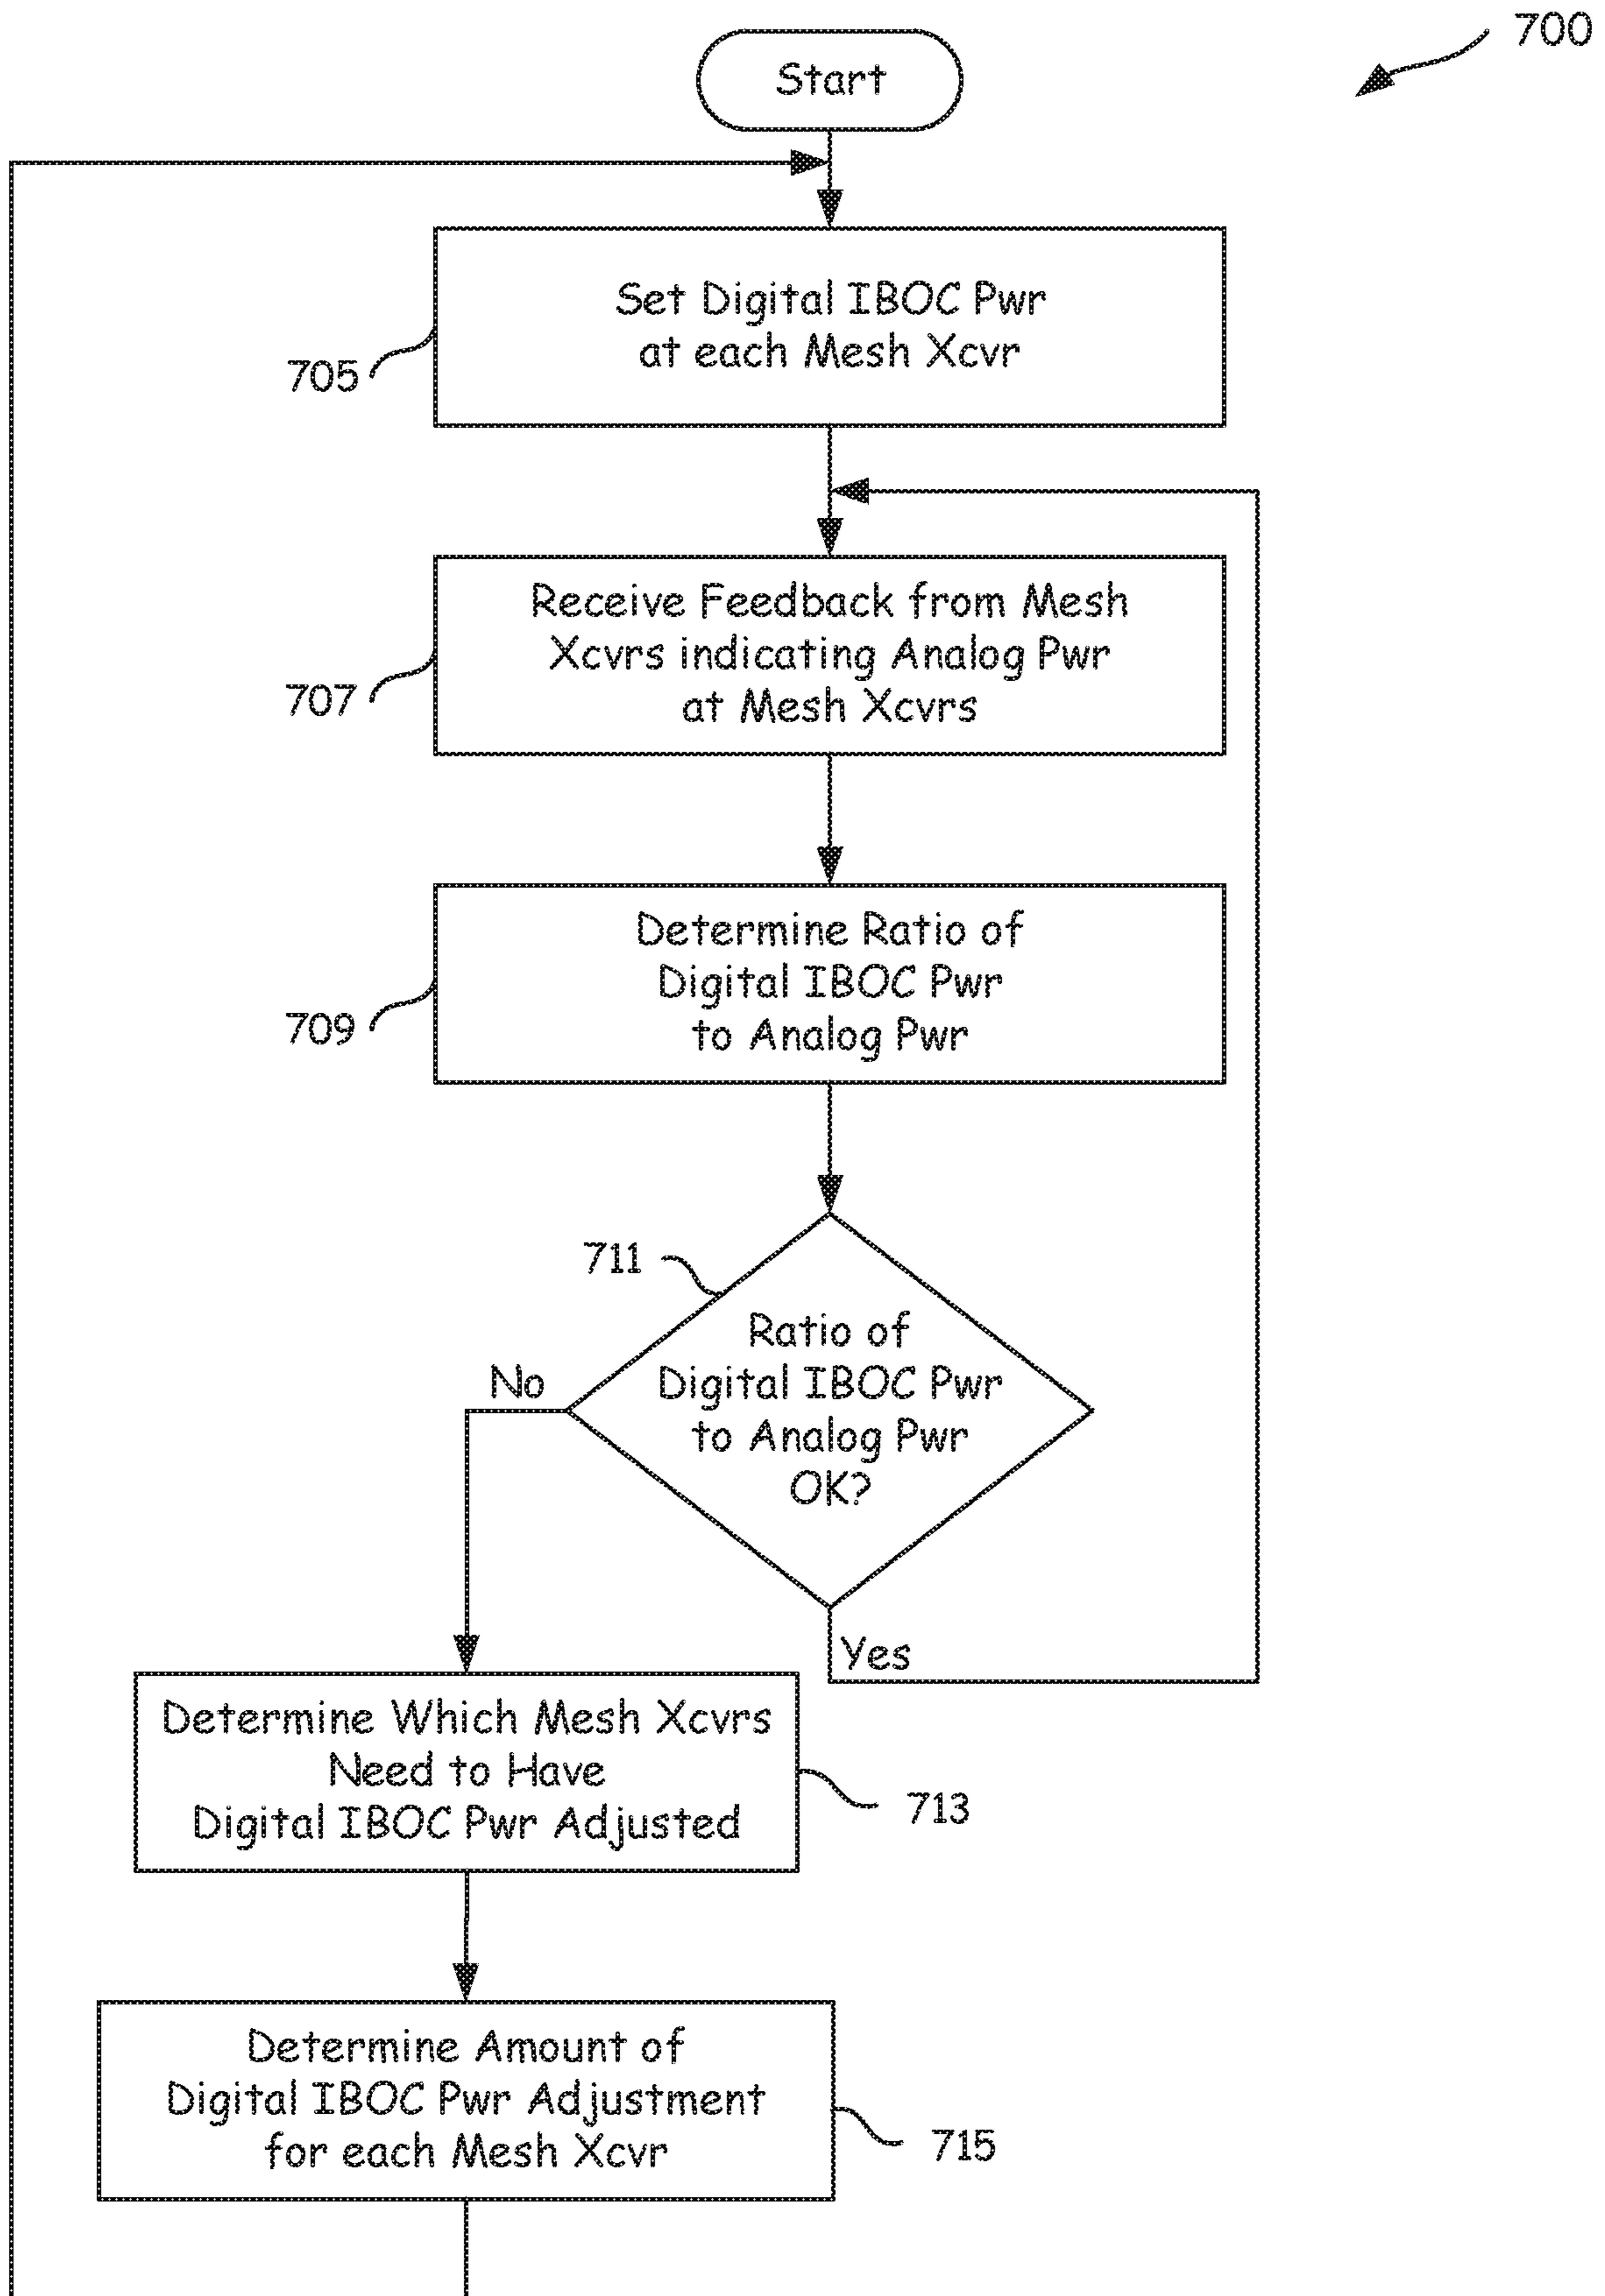 700
Start
Set Digital IBOC Pwr
at each Mesh Xcvr
705
Receive Feedback from Mesh
Xcvrs indicating Analog Pwr
at Mesh Xcvrs
707
Determine Ratio of
Digital IBOC Pwr
to Analog Pwr
709
711
Ratio of
Digital IBOC Pwr
to Analog Pwr
OK?
No
Yes
Determine Which Mesh Xcvrs
Need to Have
Digital IBOC Pwr Adjusted
713
Determine Amount of
Digital IBOC Pwr Adjustment
for each Mesh Xcvr
715